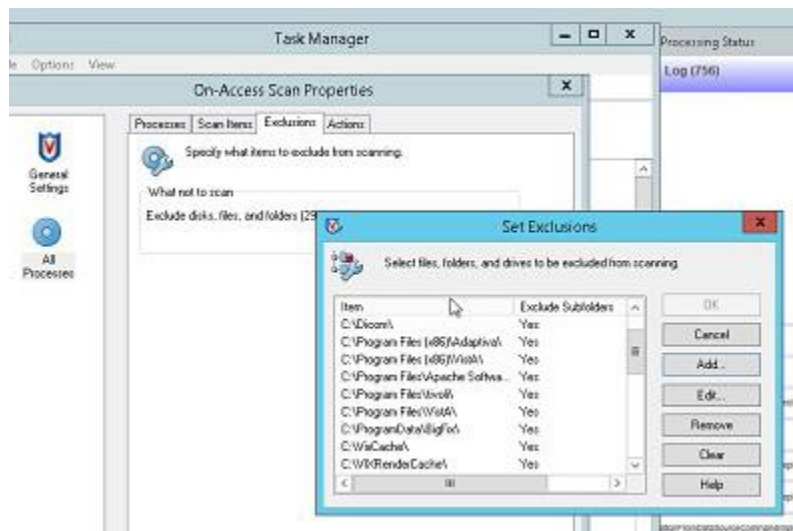 Task Manager
Processing Status
Options View
Log (756)
On-Access Scan Properties
Processes Scan Items Exclusions Actions
General Settings
Specify what items to exclude from scanning.
What not to scan
Exclude disks, files, and folders (29
All Processes
Set Exclusions
Select files, folders, and drives to be excluded from scanning.
Item Exclude Subfolders
C:\Dicom\ Yes
C:\Program Files (x86)\Adaptiva\ Yes
C:\Program Files (x86)\VistA\ Yes
C:\Program Files\Apache Softwa... Yes
C:\Program Files\tivoli\ Yes
C:\Program Files\VistA\ Yes
C:\ProgramData\BigFix\ Yes
C:\VixCache\ Yes
C:\VIXRenderCache\ Yes
OK
Cancel
Add...
Edit...
Remove
Clear
Help